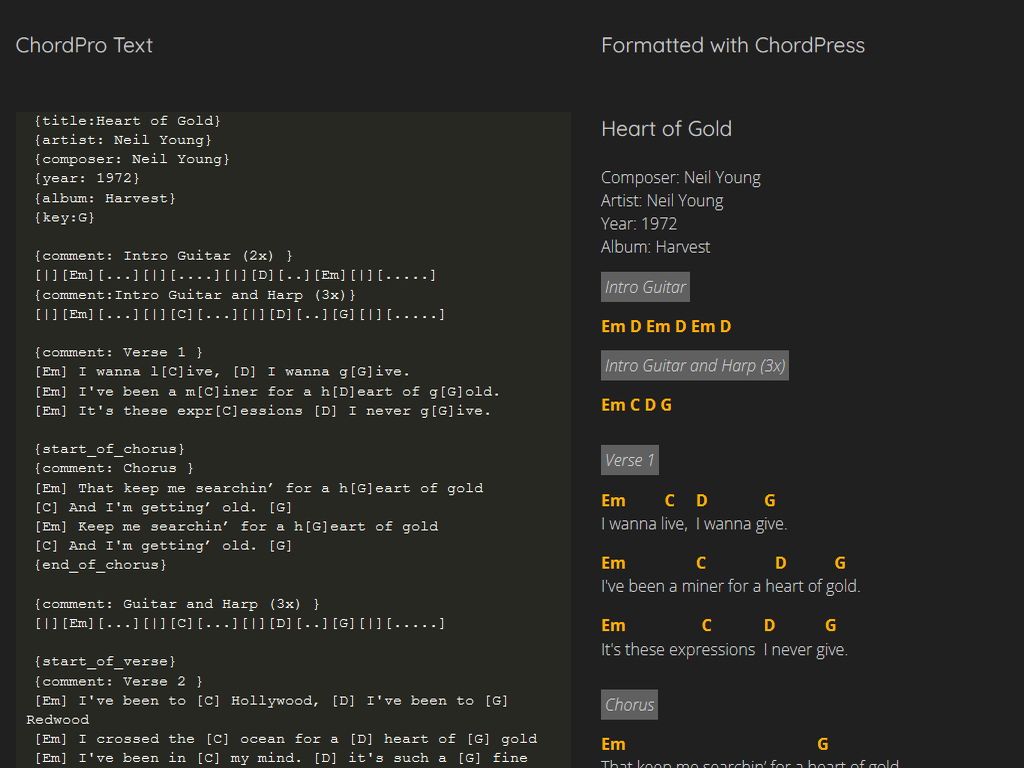 ChordPro Text
{title:Heart of Gold}
{artist: Neil Young}
{composer: Neil Young}
{year: 1972}
{album: Harvest}
{key:G}
{comment: Intro Guitar (2x) }
[|][Em][...][|][....][|][D][..][Em][|][.....]
{comment:Intro Guitar and Harp (3x)}
[|][Em][...][|][C][...][|][D][..][G][|][.....]
{comment: Verse 1 }
[Em] I wanna l[C]ive, [D] I wanna g[G]ive.
[Em] I've been a m[C]iner for a h[D]eart of g[G]old.
[Em] It's these expr[C]essions [D] I never g[G]ive.
{start_of_chorus}
{comment: Chorus }
[Em] That keep me searchin’ for a h[G]eart of gold
[C] And I'm getting’ old. [G]
[Em] Keep me searchin’ for a h[G]eart of gold
[C] And I'm getting’ old. [G]
{end_of_chorus}
{comment: Guitar and Harp (3x) }
[|][Em][...][|][C][...][|][D][..][G][|][.....]
{start_of_verse}
{comment: Verse 2 }
[Em] I've been to [C] Hollywood, [D] I've been to [G]
Redwood
[Em] I crossed the [C] ocean for a [D] heart of [G] gold
[Em] I've been in [C] my mind. [D] it's such a [G] fine
Formatted with ChordPress
Heart of Gold
Composer: Neil Young
Artist: Neil Young
Year: 1972
Album: Harvest
Intro Guitar
Em D Em D Em D
Intro Guitar and Harp (3x)
Em C D G
Verse 1
Em C D G
I wanna live, I wanna give.
Em C D G
I've been a miner for a heart of gold.
Em C D G
It's these expressions I never give.
Chorus
Em G
That keep me searchin’ for a heart of gold